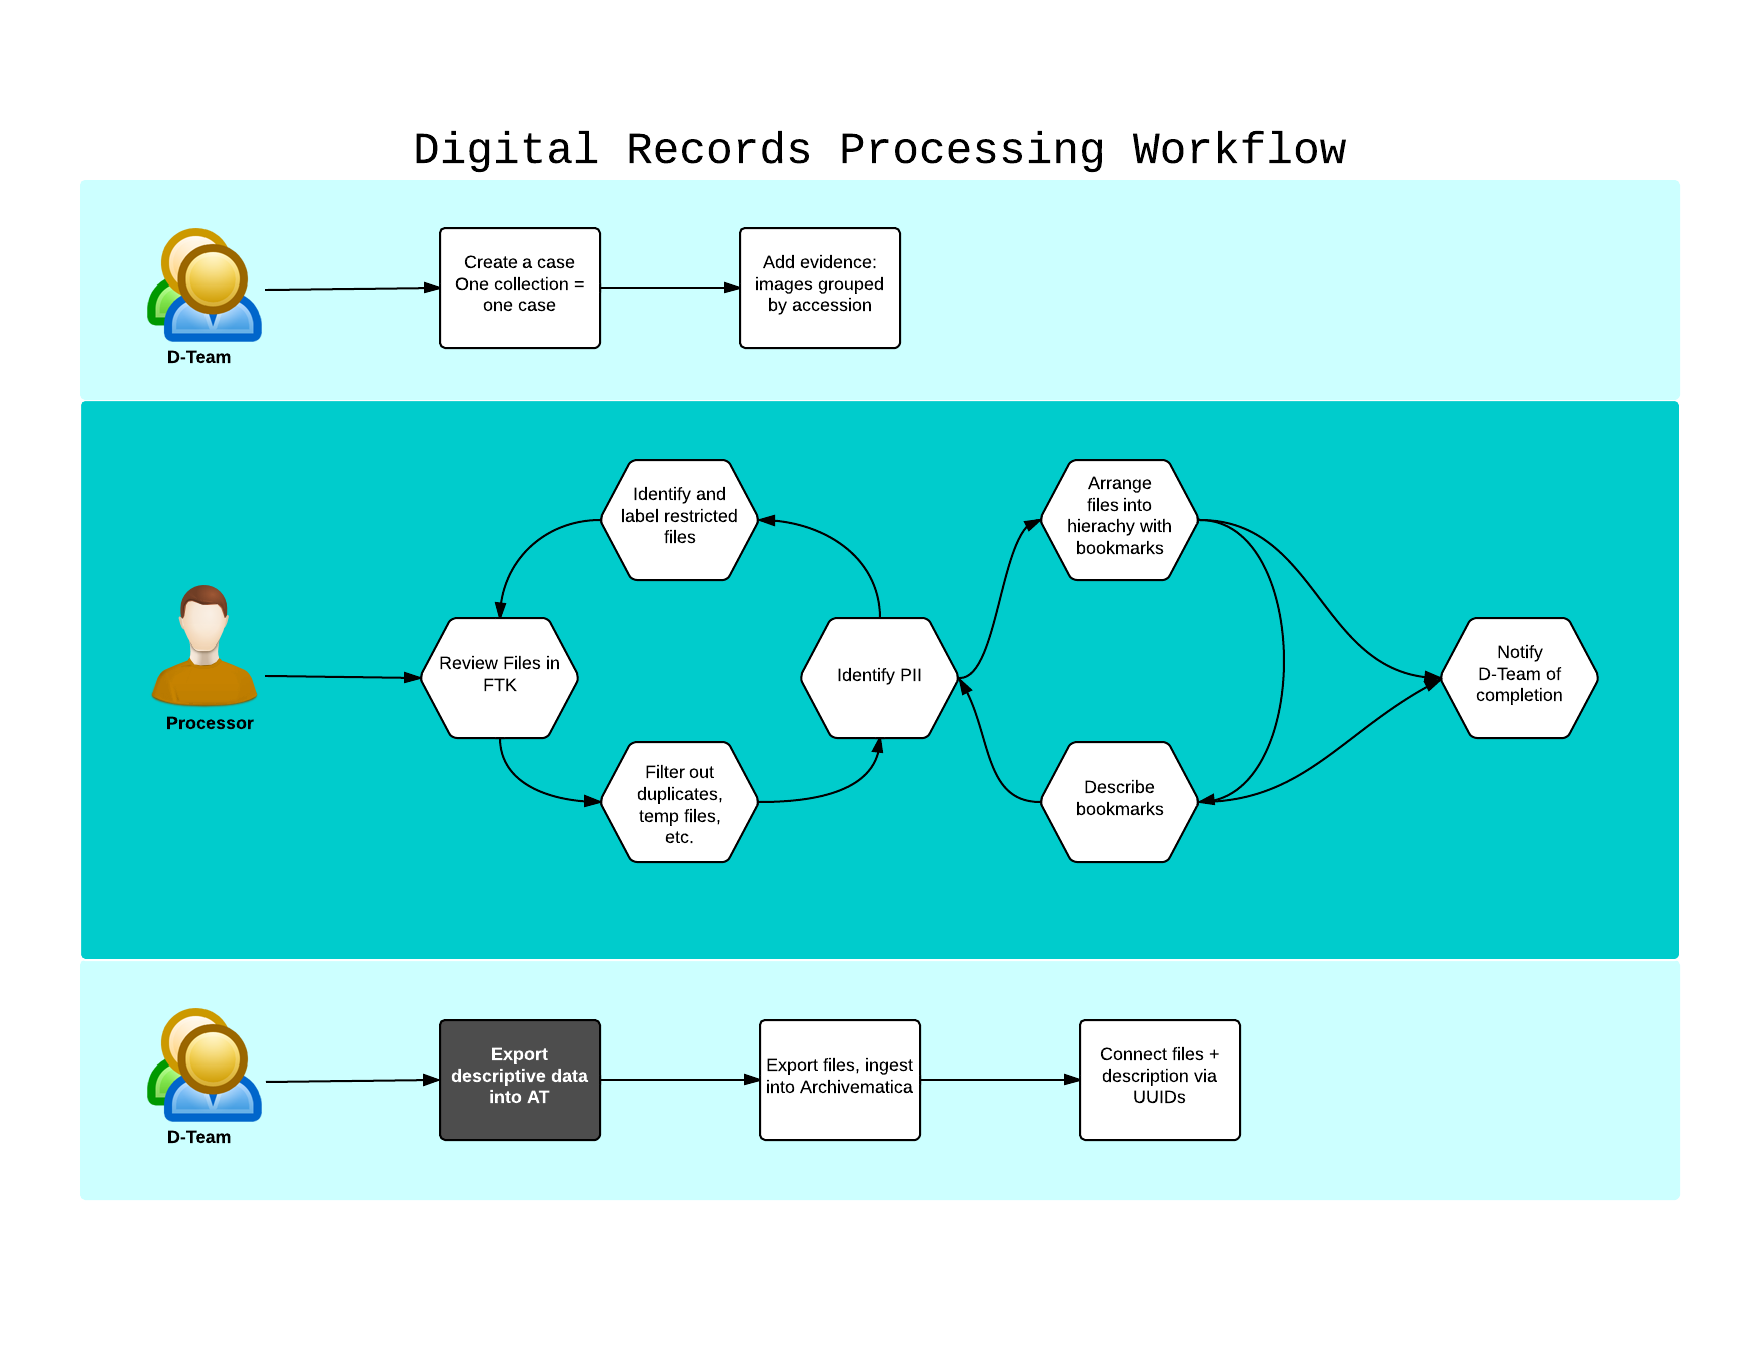 Digital Records Processing Workflow
D-Team
Create a case
One collection =
one case
Add evidence:
images grouped
by accession
Processor
Review Files in
FTK
Identify and
label restricted
files
Filter out
duplicates,
temp files,
etc.
Identify PII
Arrange
files into
hierachy with
bookmarks
Describe
bookmarks
Notify
D-Team of
completion
D-Team
Export
descriptive data
into AT
Export files, ingest
into Archivematica
Connect files +
description via
UUIDs